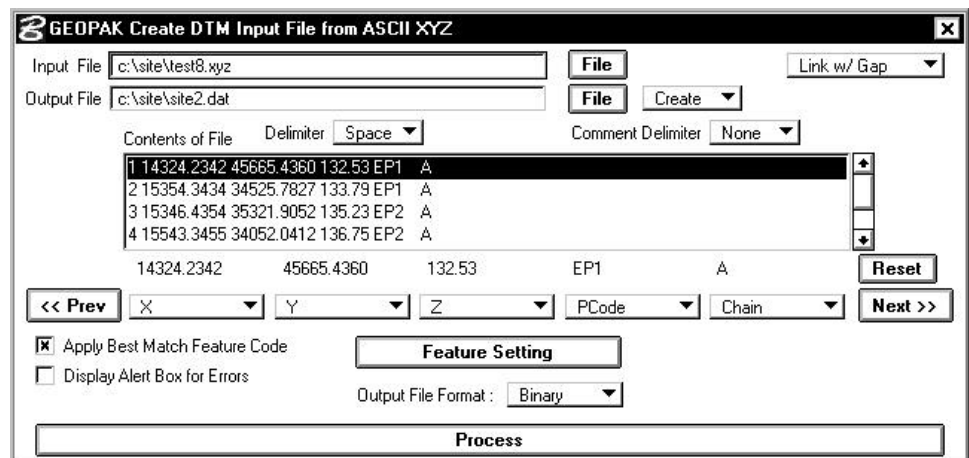 GEOPAK Create DTM Input File from ASCII XYZ
Input File c:\site\test8.xyz File Link w/ Gap
Output File c:\site\site2.dat File Create
Contents of File Delimiter Space Comment Delimiter None
1 14324.2342 45665.4360 132.53 EP1 A
2 15354.3434 34525.7827 133.79 EP1 A
3 15346.4354 35321.9052 135.23 EP2 A
4 15543.3455 34052.0412 136.75 EP2 A
14324.2342 45665.4360 132.53 EP1 A Reset
<< Prev X Y Z PCode Chain Next >>
Apply Best Match Feature Code Feature Setting
Display Alert Box for Errors
Output File Format : Binary
Process